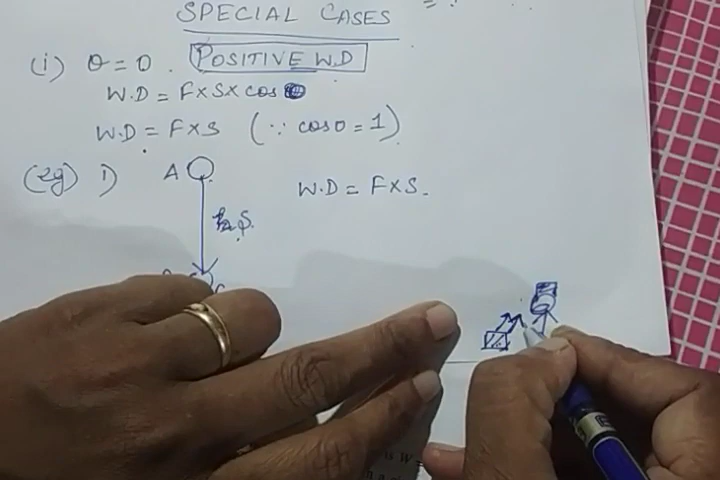 SPECIAL CASES
(i) θ = 0. POSITIVE W.D
W.D = F×S× cos
W.D = F×S (∵ cos 0 = 1)
(eg) 1) A W.D = F×S.
S.